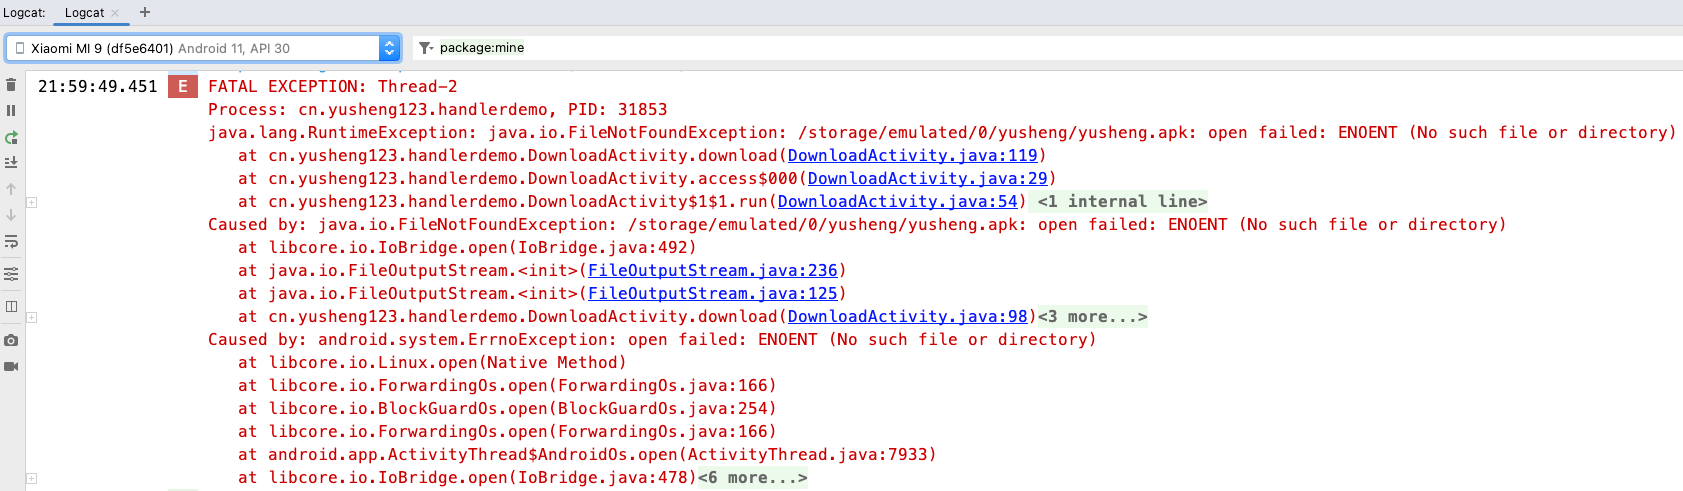 Logcat: Logcat
Xiaomi MI 9 (df5e6401) Android 11, API 30 package:mine
21:59:49.451 E FATAL EXCEPTION: Thread-2
Process: cn.yusheng123.handlerdemo, PID: 31853
java.lang.RuntimeException: java.io.FileNotFoundException: /storage/emulated/0/yusheng/yusheng.apk: open failed: ENOENT (No such file or directory)
at cn.yusheng123.handlerdemo.DownloadActivity.download(DownloadActivity.java:119)
at cn.yusheng123.handlerdemo.DownloadActivity.access$000(DownloadActivity.java:29)
at cn.yusheng123.handlerdemo.DownloadActivity$1$1.run(DownloadActivity.java:54) <1 internal line>
Caused by: java.io.FileNotFoundException: /storage/emulated/0/yusheng/yusheng.apk: open failed: ENOENT (No such file or directory)
at libcore.io.IoBridge.open(IoBridge.java:492)
at java.io.FileOutputStream.<init>(FileOutputStream.java:236)
at java.io.FileOutputStream.<init>(FileOutputStream.java:125)
at cn.yusheng123.handlerdemo.DownloadActivity.download(DownloadActivity.java:98)<3 more...>
Caused by: android.system.ErrnoException: open failed: ENOENT (No such file or directory)
at libcore.io.Linux.open(Native Method)
at libcore.io.ForwardingOs.open(ForwardingOs.java:166)
at libcore.io.BlockGuardOs.open(BlockGuardOs.java:254)
at libcore.io.ForwardingOs.open(ForwardingOs.java:166)
at android.app.ActivityThread$AndroidOs.open(ActivityThread.java:7933)
at libcore.io.IoBridge.open(IoBridge.java:478)<6 more...>